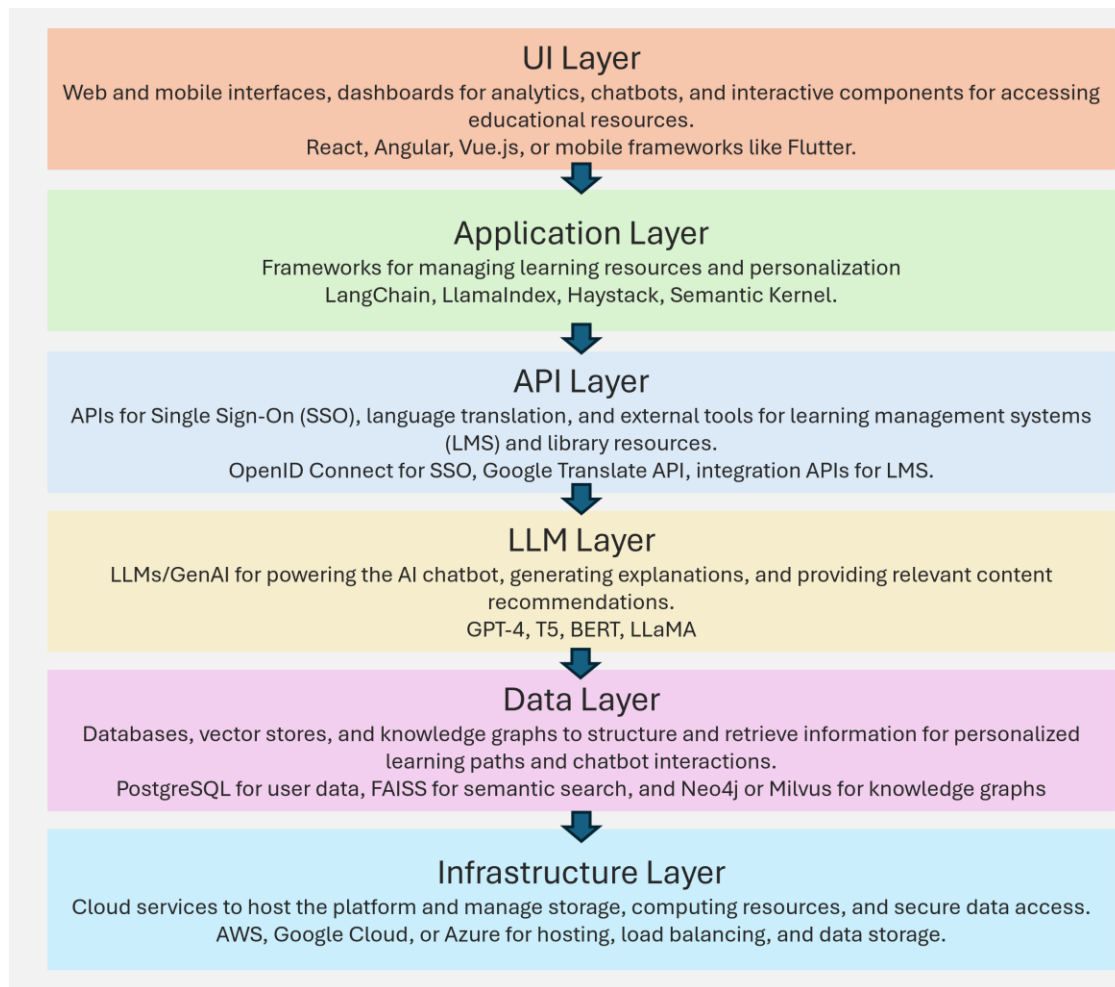 UI Layer
Web and mobile interfaces, dashboards for analytics, chatbots, and interactive components for accessing
educational resources.
React, Angular, Vue.js, or mobile frameworks like Flutter.
Application Layer
Frameworks for managing learning resources and personalization
LangChain, LlamaIndex, Haystack, Semantic Kernel.
API Layer
APIs for Single Sign-On (SSO), language translation, and external tools for learning management systems
(LMS) and library resources.
OpenID Connect for SSO, Google Translate API, integration APIs for LMS.
LLM Layer
LLMs/GenAI for powering the AI chatbot, generating explanations, and providing relevant content
recommendations.
GPT-4, T5, BERT, LLaMA
Data Layer
Databases, vector stores, and knowledge graphs to structure and retrieve information for personalized
learning paths and chatbot interactions.
PostgreSQL for user data, FAISS for semantic search, and Neo4j or Milvus for knowledge graphs
Infrastructure Layer
Cloud services to host the platform and manage storage, computing resources, and secure data access.
AWS, Google Cloud, or Azure for hosting, load balancing, and data storage.